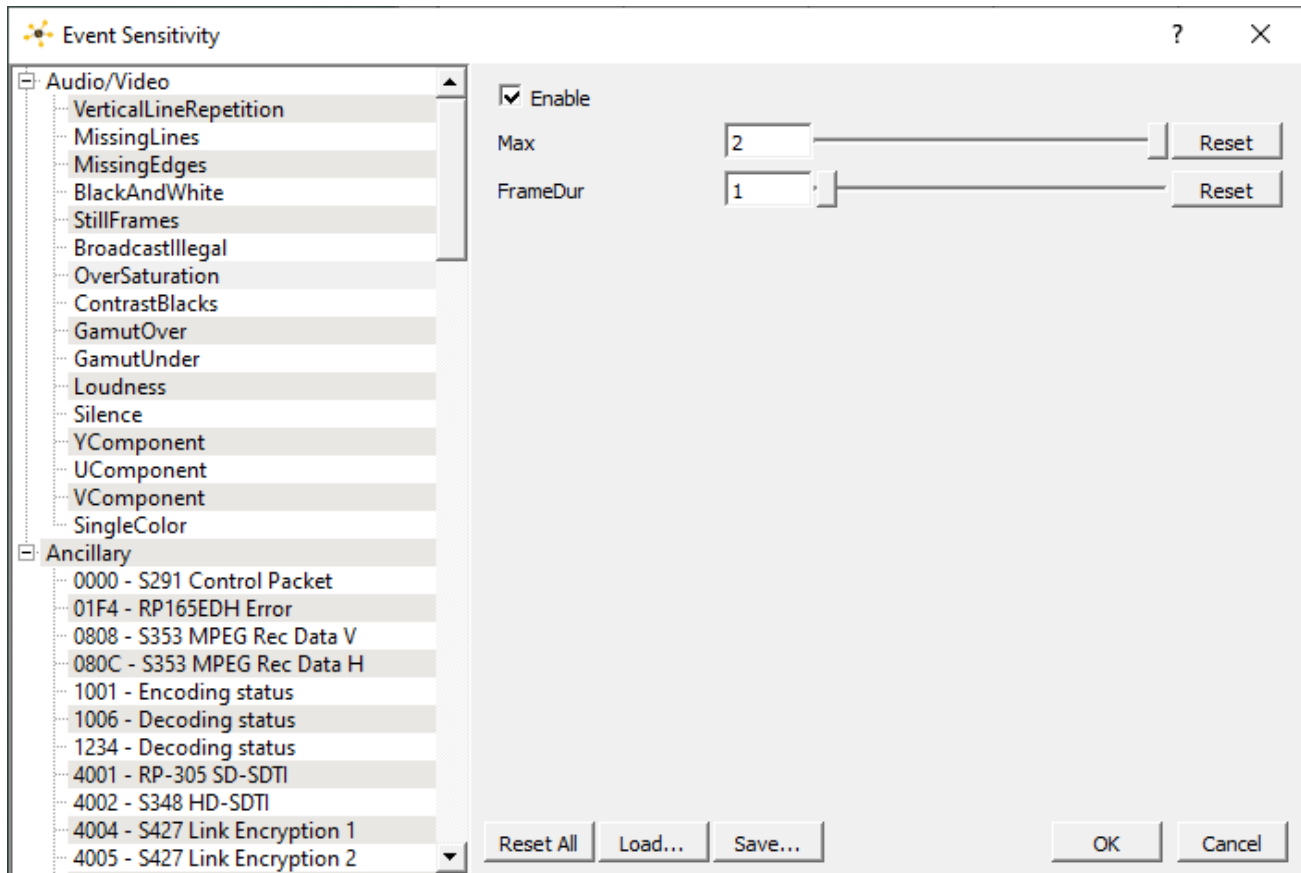 Event Sensitivity
?
Audio/Video
VerticalLineRepetition
MissingLines
MissingEdges
BlackAndWhite
StillFrames
BroadcastIllegal
OverSaturation
ContrastBlacks
GamutOver
GamutUnder
Loudness
Silence
YComponent
UComponent
VComponent
SingleColor
Ancillary
0000 - S291 Control Packet
01F4 - RP165EDH Error
0808 - S353 MPEG Rec Data V
080C - S353 MPEG Rec Data H
1001 - Encoding status
1006 - Decoding status
1234 - Decoding status
4001 - RP-305 SD-SDTI
4002 - S348 HD-SDTI
4004 - S427 Link Encryption 1
4005 - S427 Link Encryption 2
Enable
Max 2 Reset
FrameDur 1 Reset
Reset All Load... Save... OK Cancel